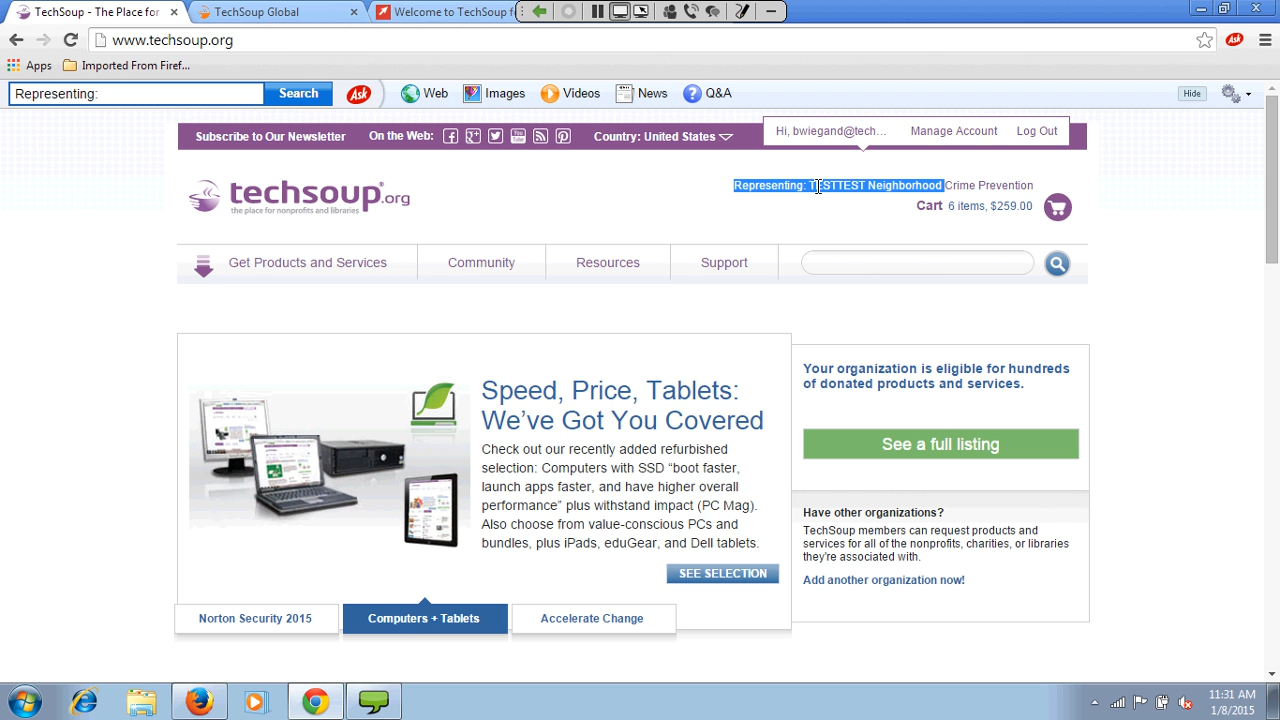 TechSoup - The Place for
TechSoup Global
Welcome to TechSoup f
www.techsoup.org
Ask
Apps
Imported From Firef...
Representing:
Search
Ask
Web
Images
Videos
News
Q&A
Hide
Subscribe to Our Newsletter
On the Web:
Country: United States
Hi, bwiegand@tech...
Manage Account
Log Out
techsoup.org
the place for nonprofits and libraries
Representing: TESTTEST Neighborhood Crime Prevention
Cart 6 items, $259.00
Get Products and Services
Community
Resources
Support
Speed, Price, Tablets:
We've Got You Covered
Check out our recently added refurbished
selection: Computers with SSD “boot faster,
launch apps faster, and have higher overall
performance” plus withstand impact (PC Mag).
Also choose from value-conscious PCs and
bundles, plus iPads, eduGear, and Dell tablets.
SEE SELECTION
Norton Security 2015
Computers + Tablets
Accelerate Change
Your organization is eligible for hundreds
of donated products and services.
See a full listing
Have other organizations?
TechSoup members can request products and
services for all of the nonprofits, charities, or libraries
they're associated with.
Add another organization now!
11:31 AM
1/8/2015